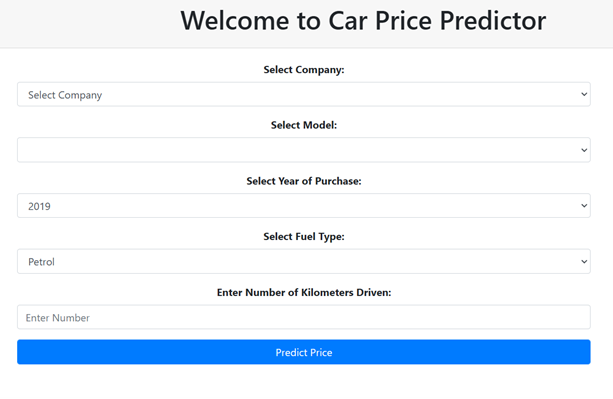 Welcome to Car Price Predictor
Select Company:
Select Company
Select Model:
Select Year of Purchase:
2019
Select Fuel Type:
Petrol
Enter Number of Kilometers Driven:
Enter Number
Predict Price